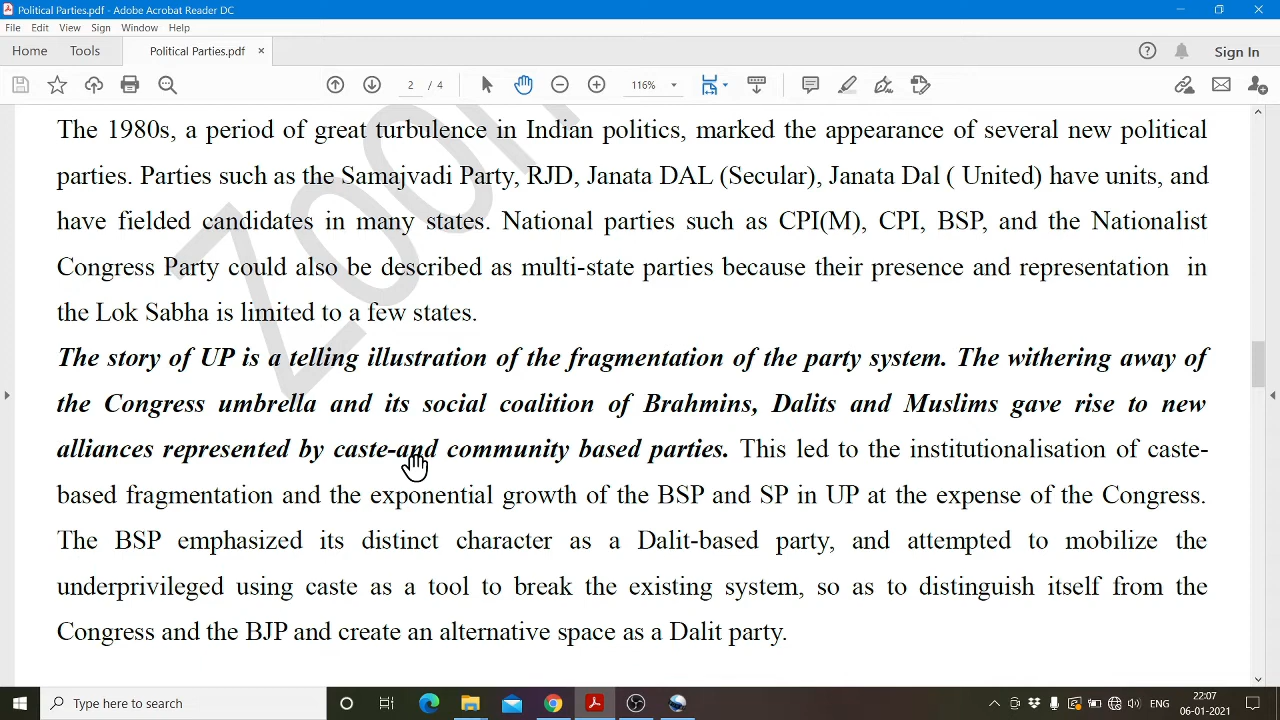 Political Parties.pdf - Adobe Acrobat Reader DC
File Edit View Sign Window Help
Home Tools Political Parties.pdf × Sign In
2 / 4 116%
Zoom
The 1980s, a period of great turbulence in Indian politics, marked the appearance of several new political
parties. Parties such as the Samajvadi Party, RJD, Janata DAL (Secular), Janata Dal ( United) have units, and
have fielded candidates in many states. National parties such as CPI(M), CPI, BSP, and the Nationalist
Congress Party could also be described as multi-state parties because their presence and representation in
the Lok Sabha is limited to a few states.
The story of UP is a telling illustration of the fragmentation of the party system. The withering away of
the Congress umbrella and its social coalition of Brahmins, Dalits and Muslims gave rise to new
alliances represented by caste-and community based parties. This led to the institutionalisation of caste-
based fragmentation and the exponential growth of the BSP and SP in UP at the expense of the Congress.
The BSP emphasized its distinct character as a Dalit-based party, and attempted to mobilize the
underprivileged using caste as a tool to break the existing system, so as to distinguish itself from the
Congress and the BJP and create an alternative space as a Dalit party.
Type here to search
ENG
22:07
06-01-2021